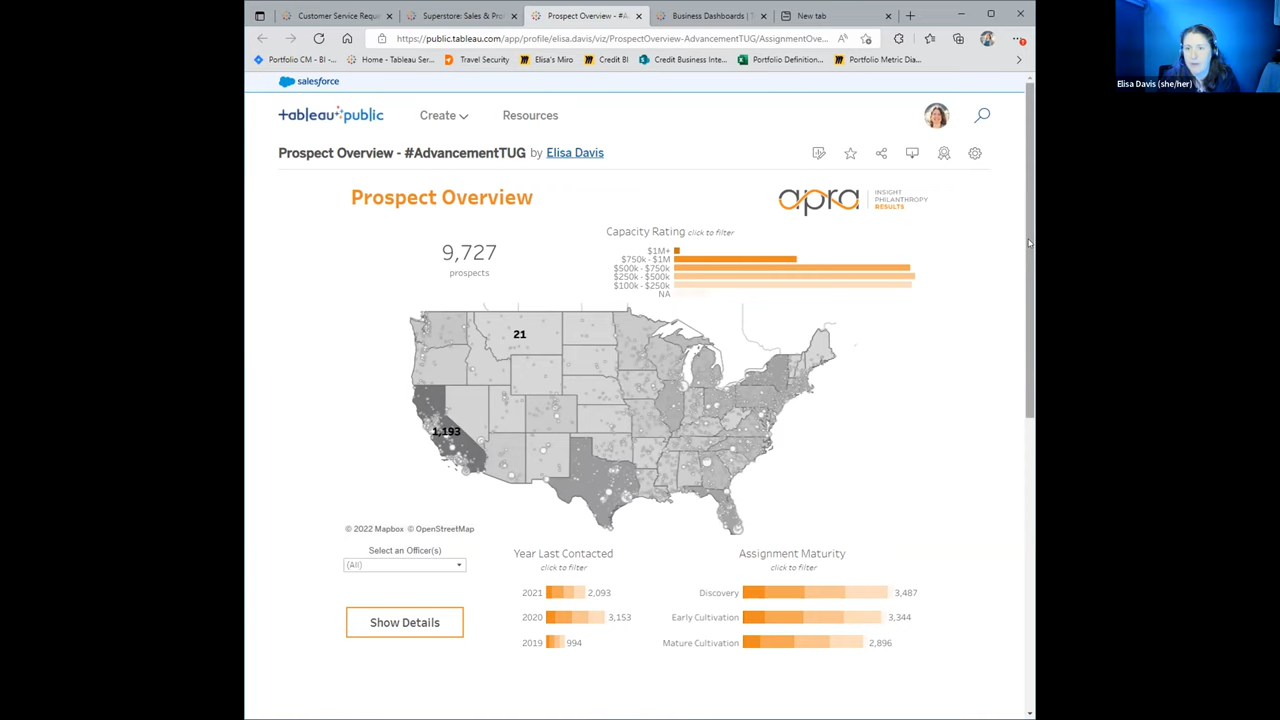 Customer Service Requ
Superstore: Sales & Pro
Prospect Overview - #A
Business Dashboards | T
New tab
https://public.tableau.com/app/profile/elisa.davis/viz/ProspectOverview-AdvancementTUG/AssignmentOve...
Portfolio CM - BI -...
Home - Tableau Ser...
Travel Security
Elisa's Miro
Credit BI
Credit Business Inte...
Portfolio Definition...
Portfolio Metric Dia...
Elisa Davis (she/her)
salesforce
tableau public
Create
Resources
Prospect Overview - #AdvancementTUG by Elisa Davis
Prospect Overview
apra
INSIGHT
PHILANTHROPY
RESULTS
9,727
prospects
Capacity Rating click to filter
$1M+
$750k - $1M
$500k - $750k
$250k - $500k
$100k - $250k
NA
21
1,193
© 2022 Mapbox © OpenStreetMap
Select an Officer(s)
(All)
Show Details
Year Last Contacted
click to filter
2021 2,093
2020 3,153
2019 994
Assignment Maturity
click to filter
Discovery 3,487
Early Cultivation 3,344
Mature Cultivation 2,896